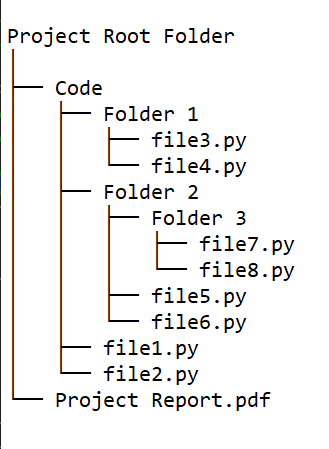 Project Root Folder
Code
Folder 1
file3.py
file4.py
Folder 2
Folder 3
file7.py
file8.py
file5.py
file6.py
file1.py
file2.py
Project Report.pdf